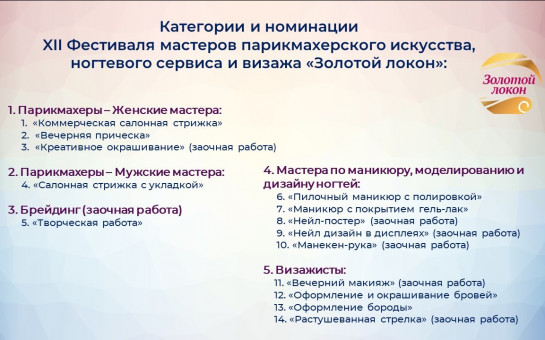 Категории и номинации
XII Фестиваля мастеров парикмахерского искусства,
ногтевого сервиса и визажа «Золотой локон»:
Золотой
локон
1. Парикмахеры – Женские мастера:
1. «Коммерческая салонная стрижка»
2. «Вечерняя прическа»
3. «Креативное окрашивание» (заочная работа)
2. Парикмахеры – Мужские мастера:
4. «Салонная стрижка с укладкой»
3. Брейдинг (заочная работа)
5. «Творческая работа»
4. Мастера по маникюру, моделированию и
дизайну ногтей:
6. «Пилочный маникюр с полировкой»
7. «Маникюр с покрытием гель-лак»
8. «Нейл-постер» (заочная работа)
9. «Нейл дизайн в дисплеях» (заочная работа)
10. «Манекен-рука» (заочная работа)
5. Визажисты:
11. «Вечерний макияж» (заочная работа)
12. «Оформление и окрашивание бровей»
13. «Оформление бороды»
14. «Растушеванная стрелка» (заочная работа)